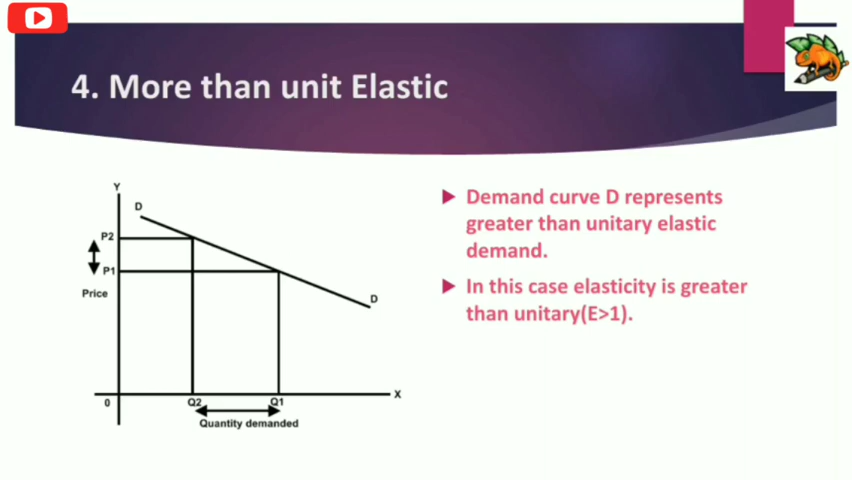 4. More than unit Elastic
Y
D
P2
P1
Price
D
0
Q2
Q1
X
Quantity demanded
Demand curve D represents
greater than unitary elastic
demand.
In this case elasticity is greater
than unitary(E>1).